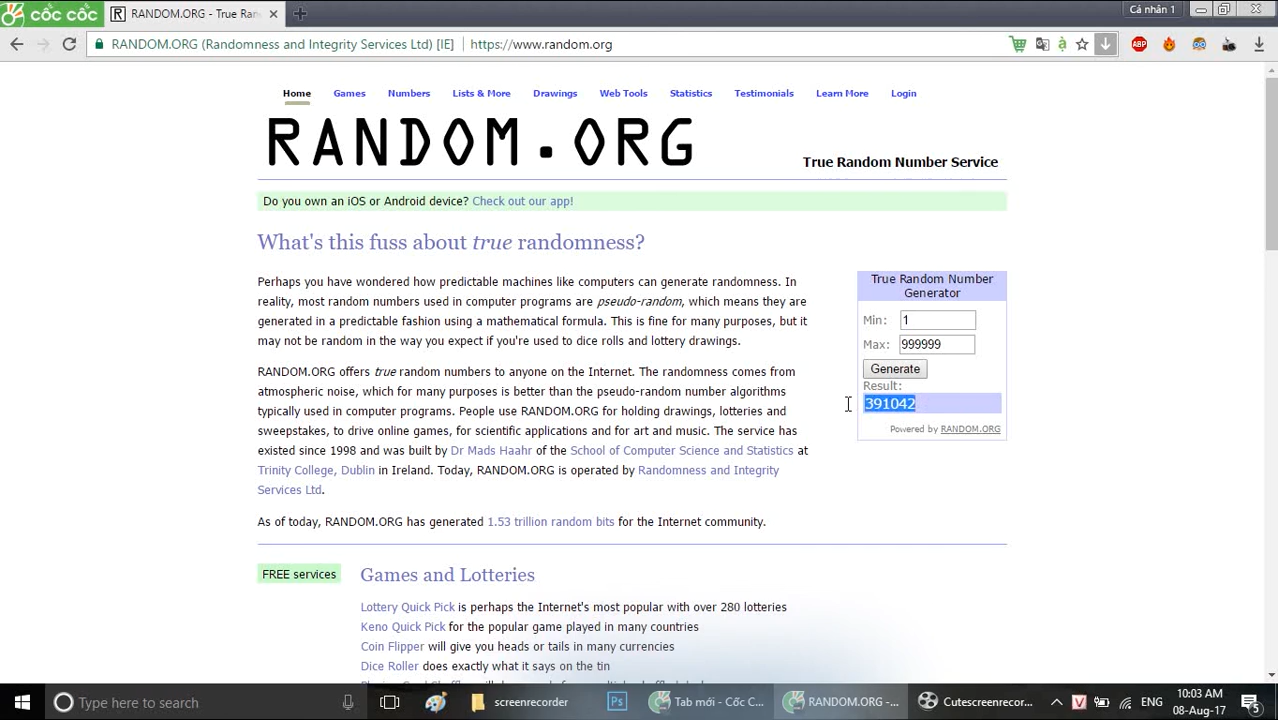 cốc cốc
RANDOM.ORG - True Ran
Cá nhân 1
RANDOM.ORG (Randomness and Integrity Services Ltd) [IE] https://www.random.org
ABP
Home Games Numbers Lists & More Drawings Web Tools Statistics Testimonials Learn More Login
RANDOM.ORG
True Random Number Service
Do you own an iOS or Android device? Check out our app!
What's this fuss about true randomness?
Perhaps you have wondered how predictable machines like computers can generate randomness. In
reality, most random numbers used in computer programs are pseudo-random, which means they are
generated in a predictable fashion using a mathematical formula. This is fine for many purposes, but it
may not be random in the way you expect if you're used to dice rolls and lottery drawings.
RANDOM.ORG offers true random numbers to anyone on the Internet. The randomness comes from
atmospheric noise, which for many purposes is better than the pseudo-random number algorithms
typically used in computer programs. People use RANDOM.ORG for holding drawings, lotteries and
sweepstakes, to drive online games, for scientific applications and for art and music. The service has
existed since 1998 and was built by Dr Mads Haahr of the School of Computer Science and Statistics at
Trinity College, Dublin in Ireland. Today, RANDOM.ORG is operated by Randomness and Integrity
Services Ltd.
As of today, RANDOM.ORG has generated 1.53 trillion random bits for the Internet community.
True Random Number
Generator
Min: 1
Max: 999999
Generate
Result:
391042
Powered by RANDOM.ORG
FREE services
Games and Lotteries
Lottery Quick Pick is perhaps the Internet's most popular with over 280 lotteries
Keno Quick Pick for the popular game played in many countries
Coin Flipper will give you heads or tails in many currencies
Dice Roller does exactly what it says on the tin
Type here to search
screenrecorder
Ps
Tab mới - Cốc C...
RANDOM.ORG -...
Cutescreenrecor...
V
ENG
10:03 AM
08-Aug-17
5